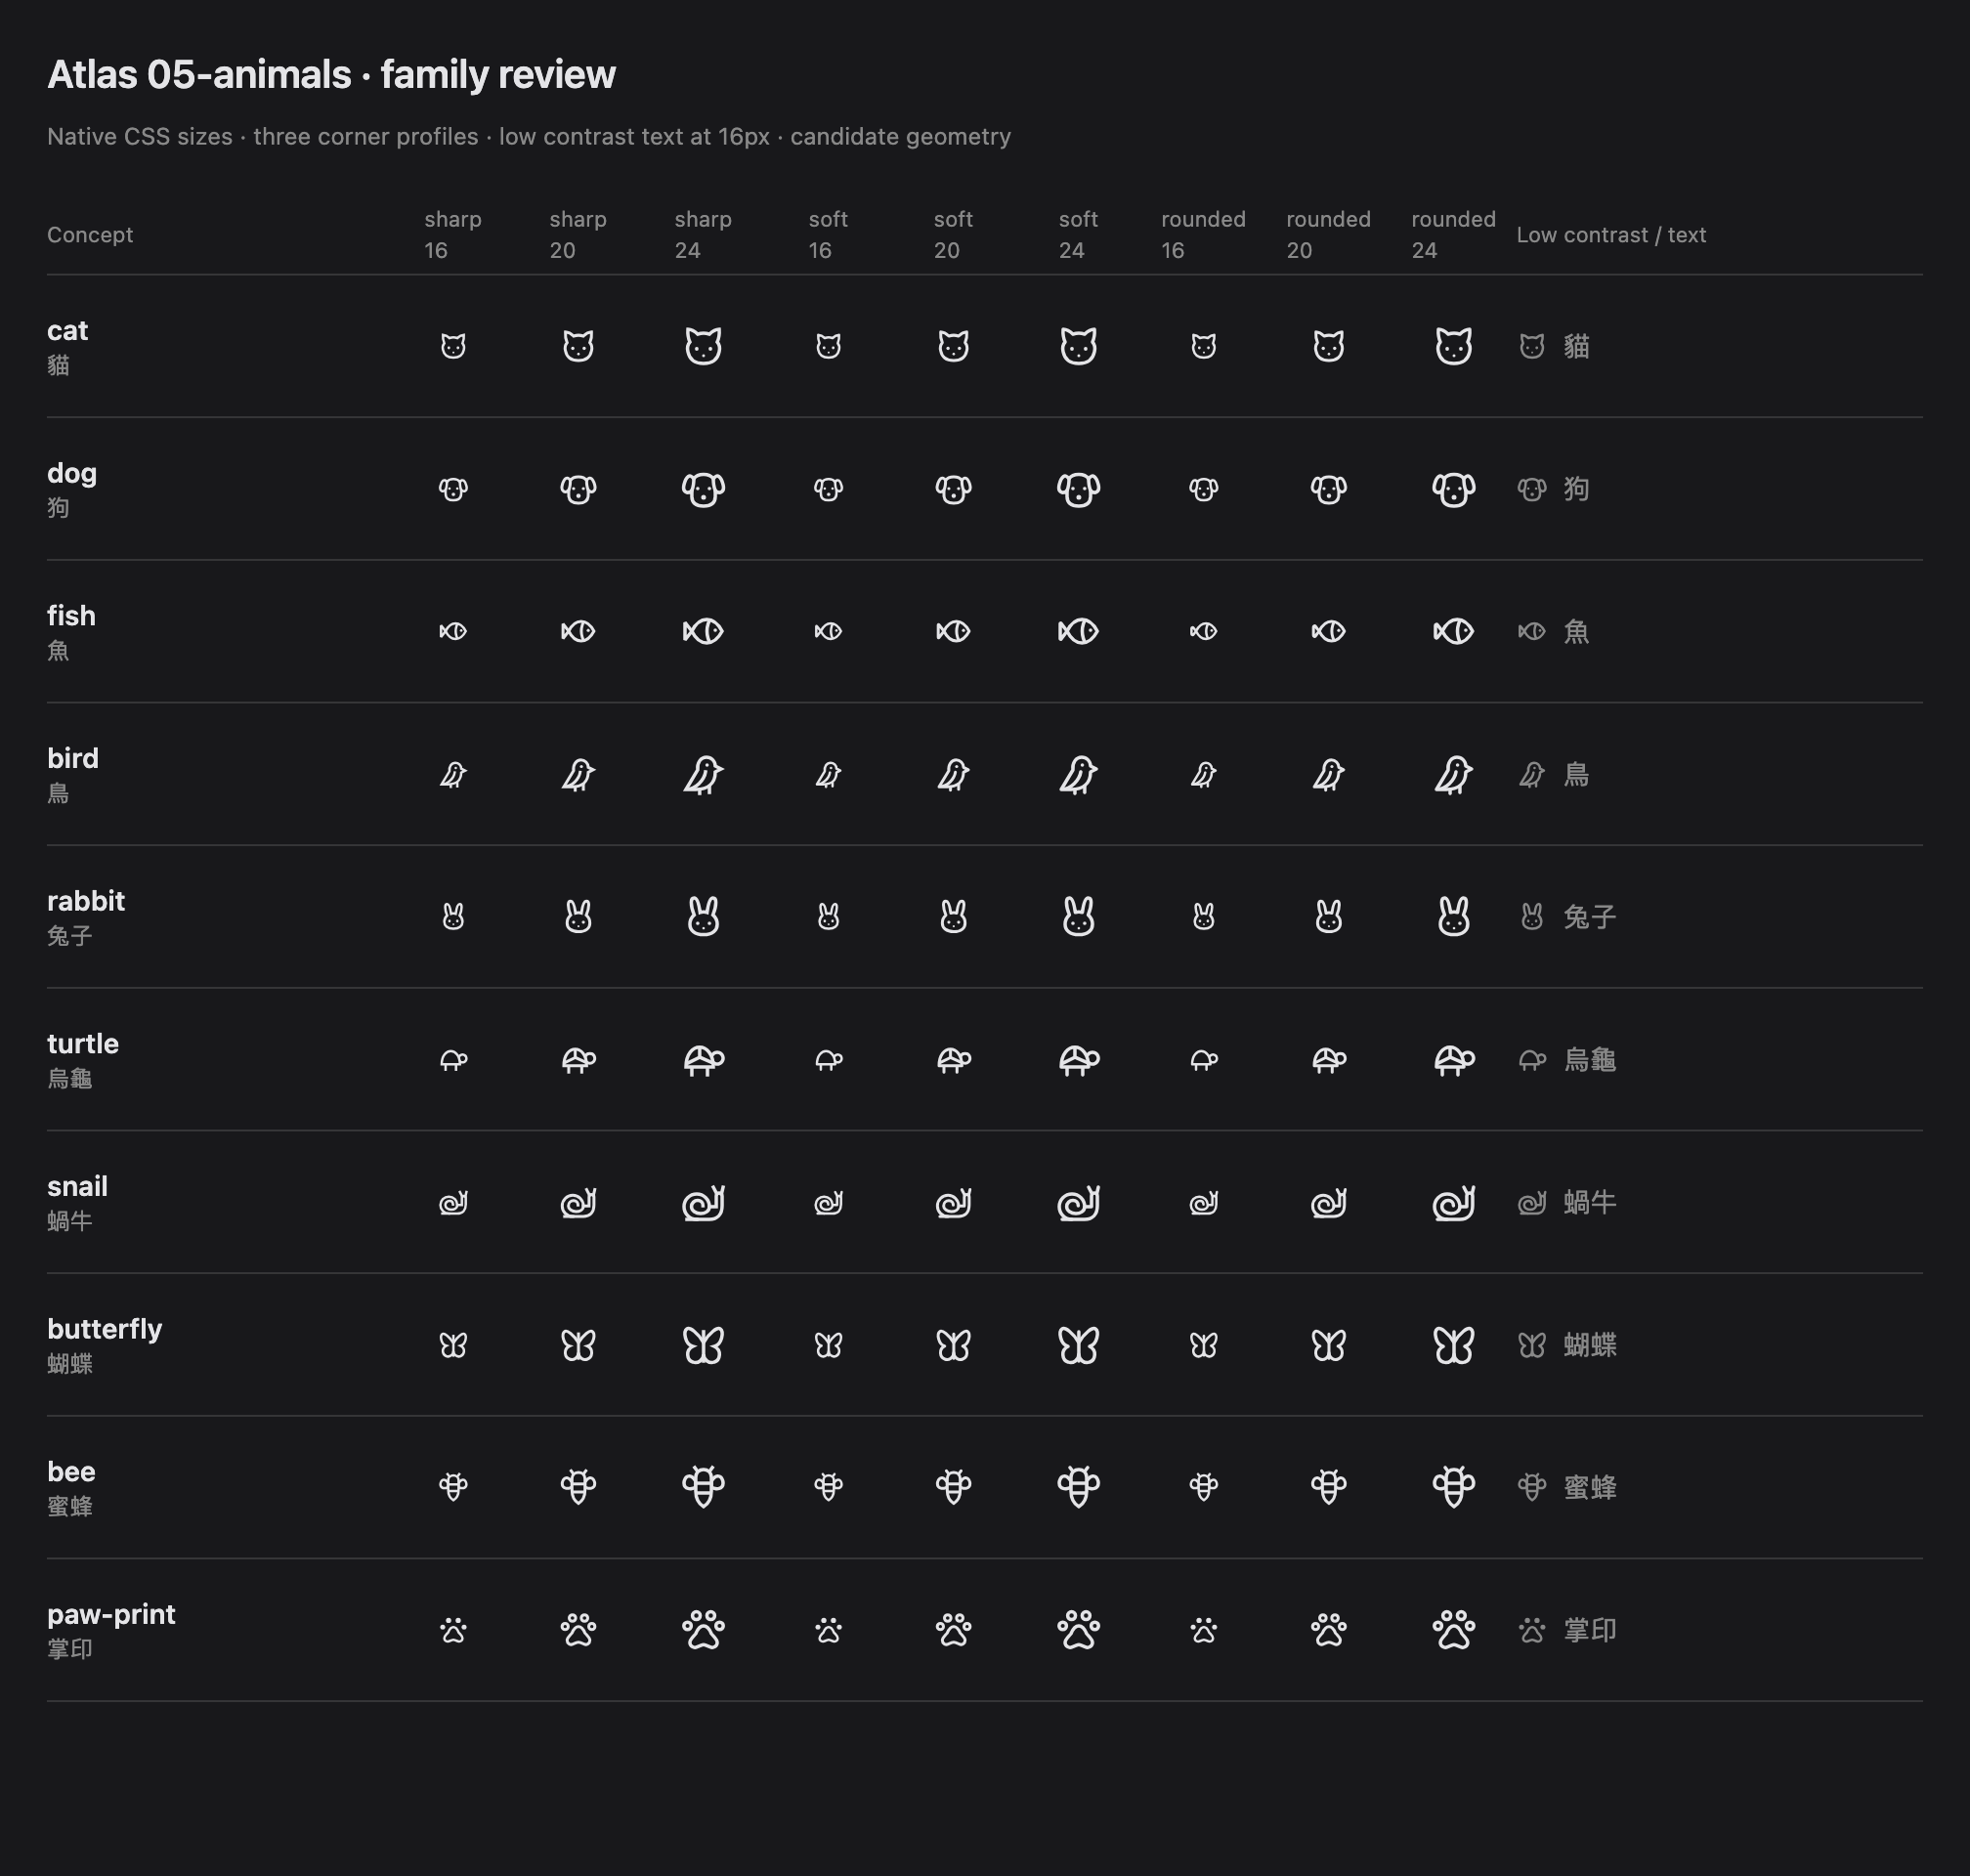 Atlas 05-animals · family review
Native CSS sizes · three corner profiles · low contrast text at 16px · candidate geometry
Concept
sharp 16
sharp 20
sharp 24
soft 16
soft 20
soft 24
rounded 16
rounded 20
rounded 24
Low contrast / text
cat
貓
貓
dog
狗
狗
fish
魚
魚
bird
鳥
鳥
rabbit
兔子
兔子
turtle
烏龜
烏龜
snail
蝸牛
蝸牛
butterfly
蝴蝶
蝴蝶
bee
蜜蜂
蜜蜂
paw-print
掌印
掌印